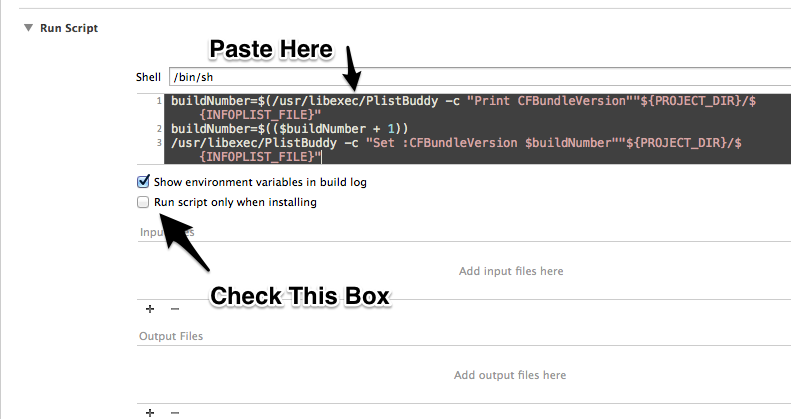 Run Script
Paste Here
Shell /bin/sh
1 buildNumber=$(/usr/libexec/PlistBuddy -c "Print CFBundleVersion""${PROJECT_DIR}/$
{INFOPLIST_FILE}"
2 buildNumber=$(($buildNumber + 1))
3 /usr/libexec/PlistBuddy -c "Set :CFBundleVersion $buildNumber""${PROJECT_DIR}/$
{INFOPLIST_FILE}"
Show environment variables in build log
Run script only when installing
Input Files
Add input files here
Check This Box
+ −
Output Files
Add output files here
+ −